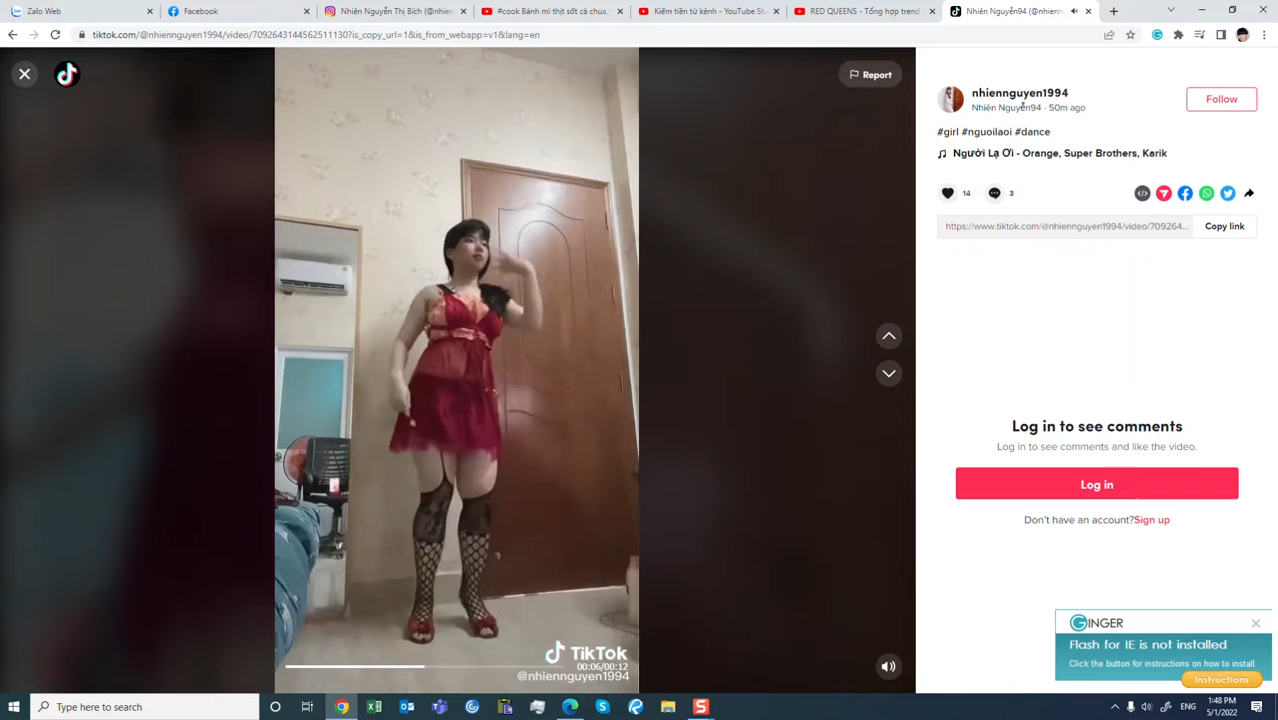 Zalo Web
Facebook
Nhiên Nguyễn Thị Bích (@nhien
#cook Bánh mì thịt sốt cà chua,
Kiếm tiền từ kênh - YouTube Stu
RED QUEENS - Tổng hợp trend
Nhiên Nguyễn94 (@nhienn
tiktok.com/@nhiennguyen1994/video/7092643144562511130?is_copy_url=1&is_from_webapp=v1&lang=en
Report
nhiennguyen1994
Nhiên Nguyễn94 · 50m ago
Follow
#girl #nguoilaoi #dance
Người Lạ Ơi - Orange, Super Brothers, Karik
14
3
https://www.tiktok.com/@nhiennguyen1994/video/709264...
Copy link
Log in to see comments
Log in to see comments and like the video.
Log in
Don't have an account?Sign up
TikTok
00:06/00:12
@nhiennguyen1994
GINGER
Flash for IE is not installed
Click the button for instructions on how to install
Instructions
Type here to search
ENG
1:48 PM
5/1/2022